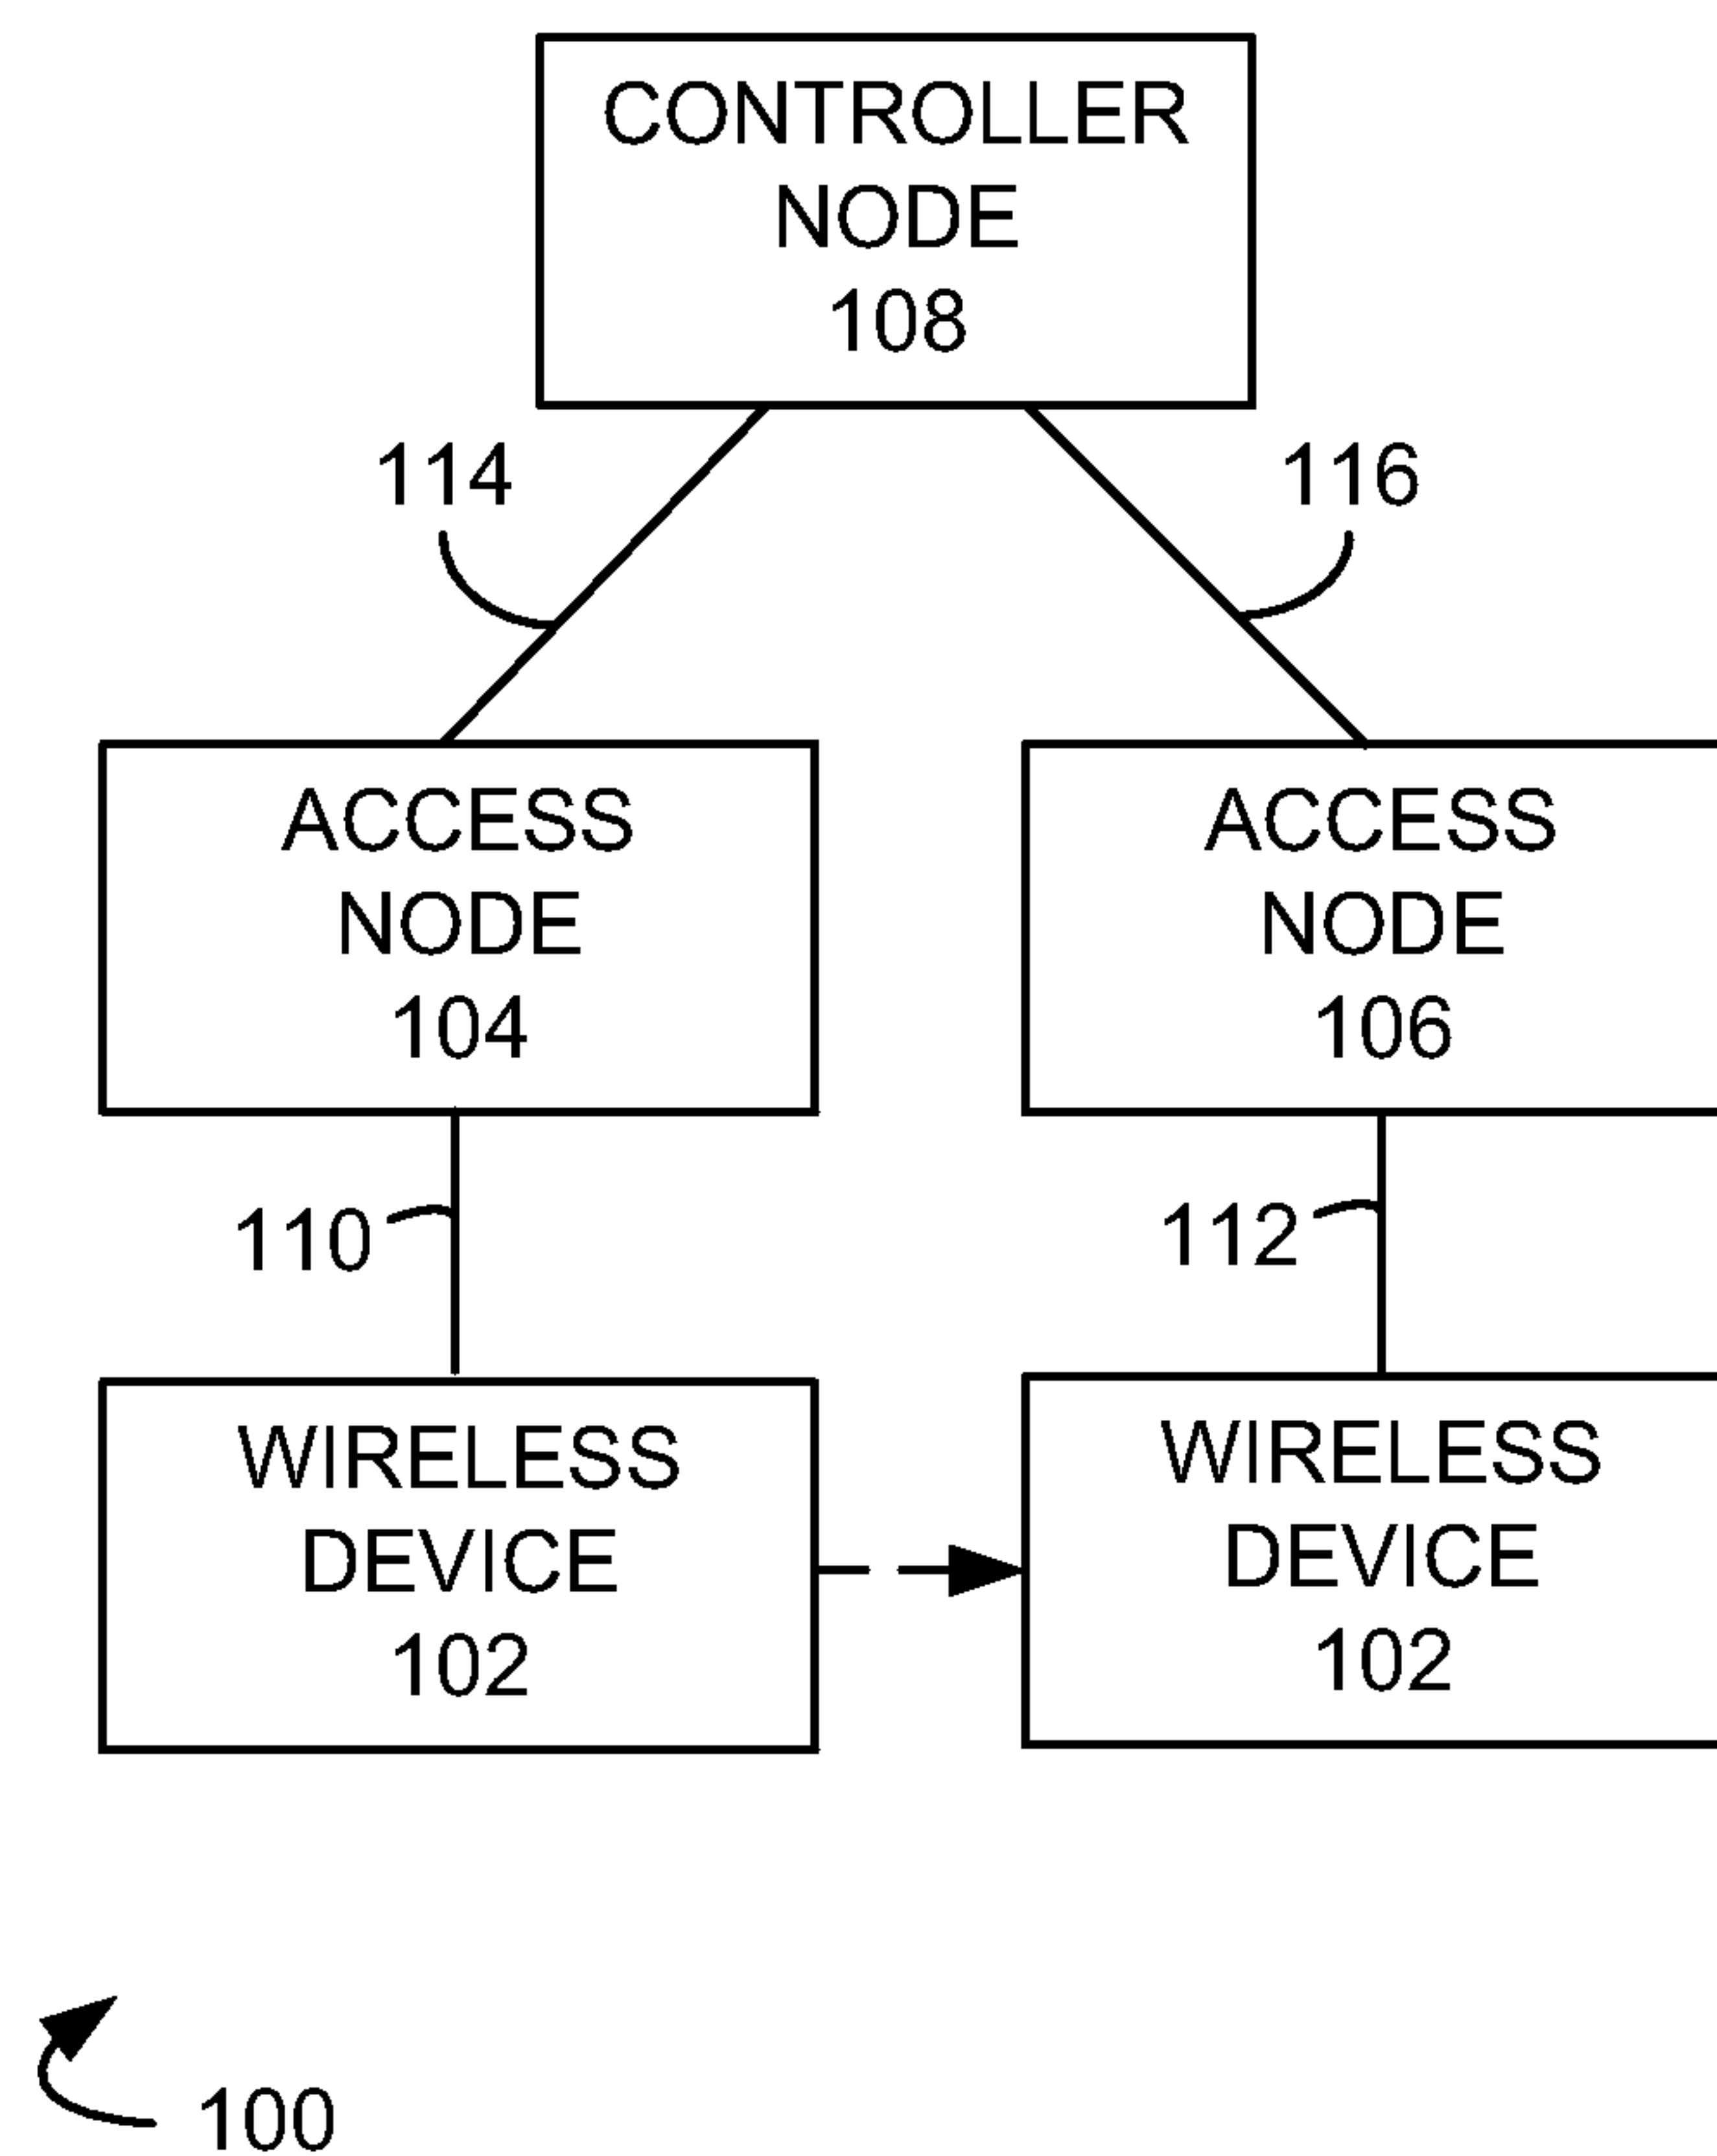 CONTROLLER
NODE
108
114
116
ACCESS
NODE
104
ACCESS
NODE
106
110
112
WIRELESS
DEVICE
102
WIRELESS
DEVICE
102
100